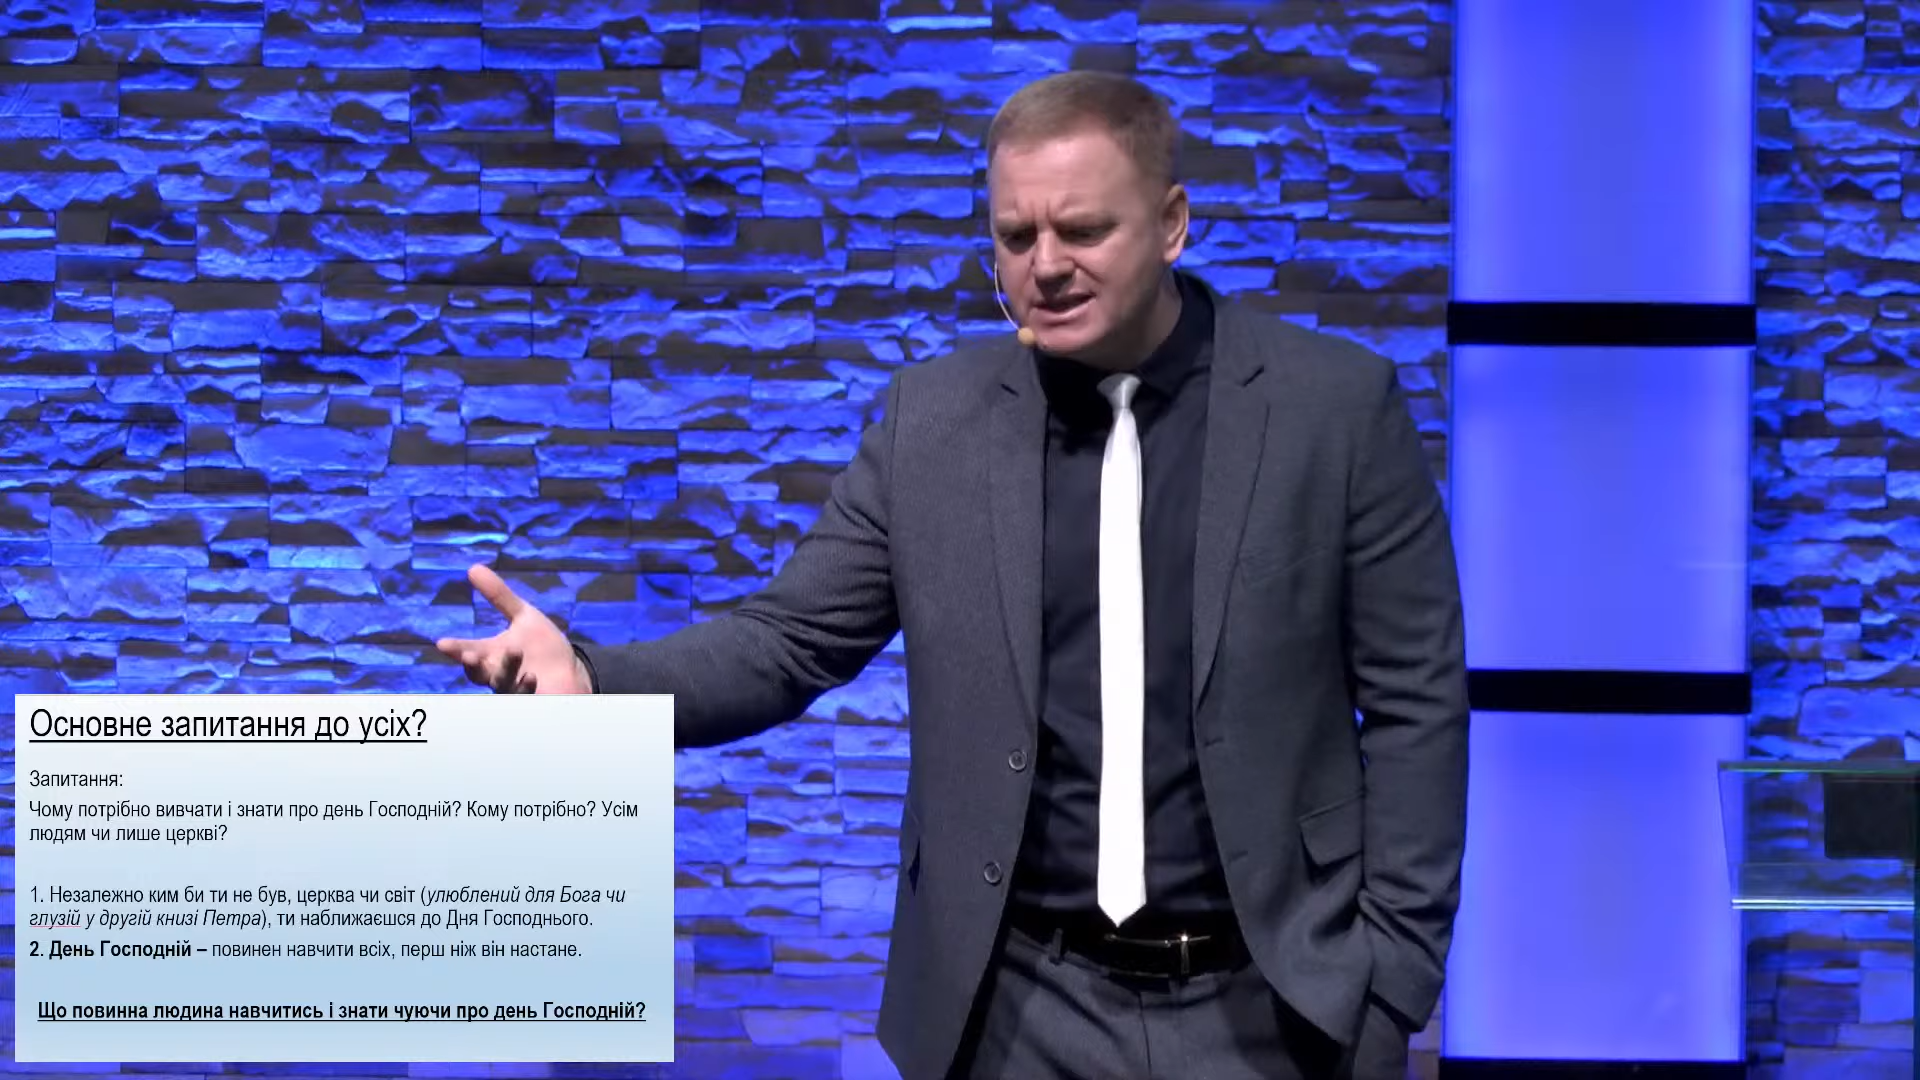 Основне запитання до усіх?
Запитання:
Чому потрібно вивчати і знати про день Господній? Кому потрібно? Усім
людям чи лише церкві?
1. Незалежно ким би ти не був, церква чи світ (улюблений для Бога чи
глузій у другій книзі Петра), ти наближаєшся до Дня Господнього.
2. День Господній – повинен навчити всіх, перш ніж він настане.
Що повинна людина навчитись і знати чуючи про день Господній?